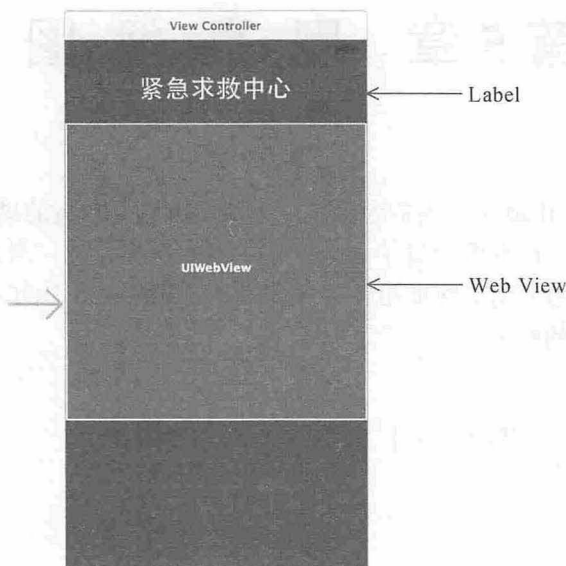 View Controller
紧急求救中心
Label
UIWebView
Web View